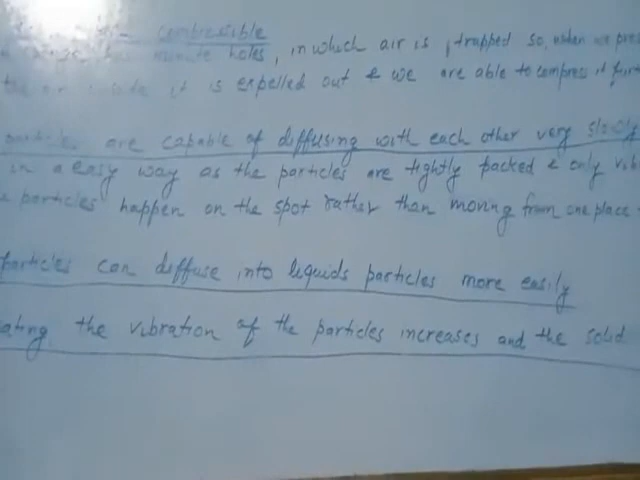 compressible
minute holes, in which air is trapped so, when we
it is expelled out & we are able to compress it
are capable of diffusing with each other very slowly
in a easy way as the particles are tightly packed & only
particles happen on the spot rather than moving from one place
particles can diffuse into liquids particles more easily
the vibration of the particles increases and the solid